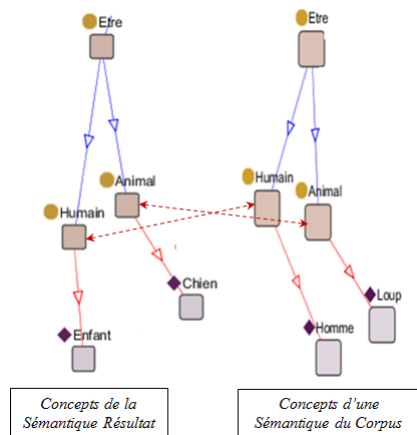 Etre
Etre
Humain
Animal
Humain
Animal
Chien
Loup
Enfant
Homme
Concepts de la
Sémantique Résultat
Concepts d'une
Sémantique du Corpus